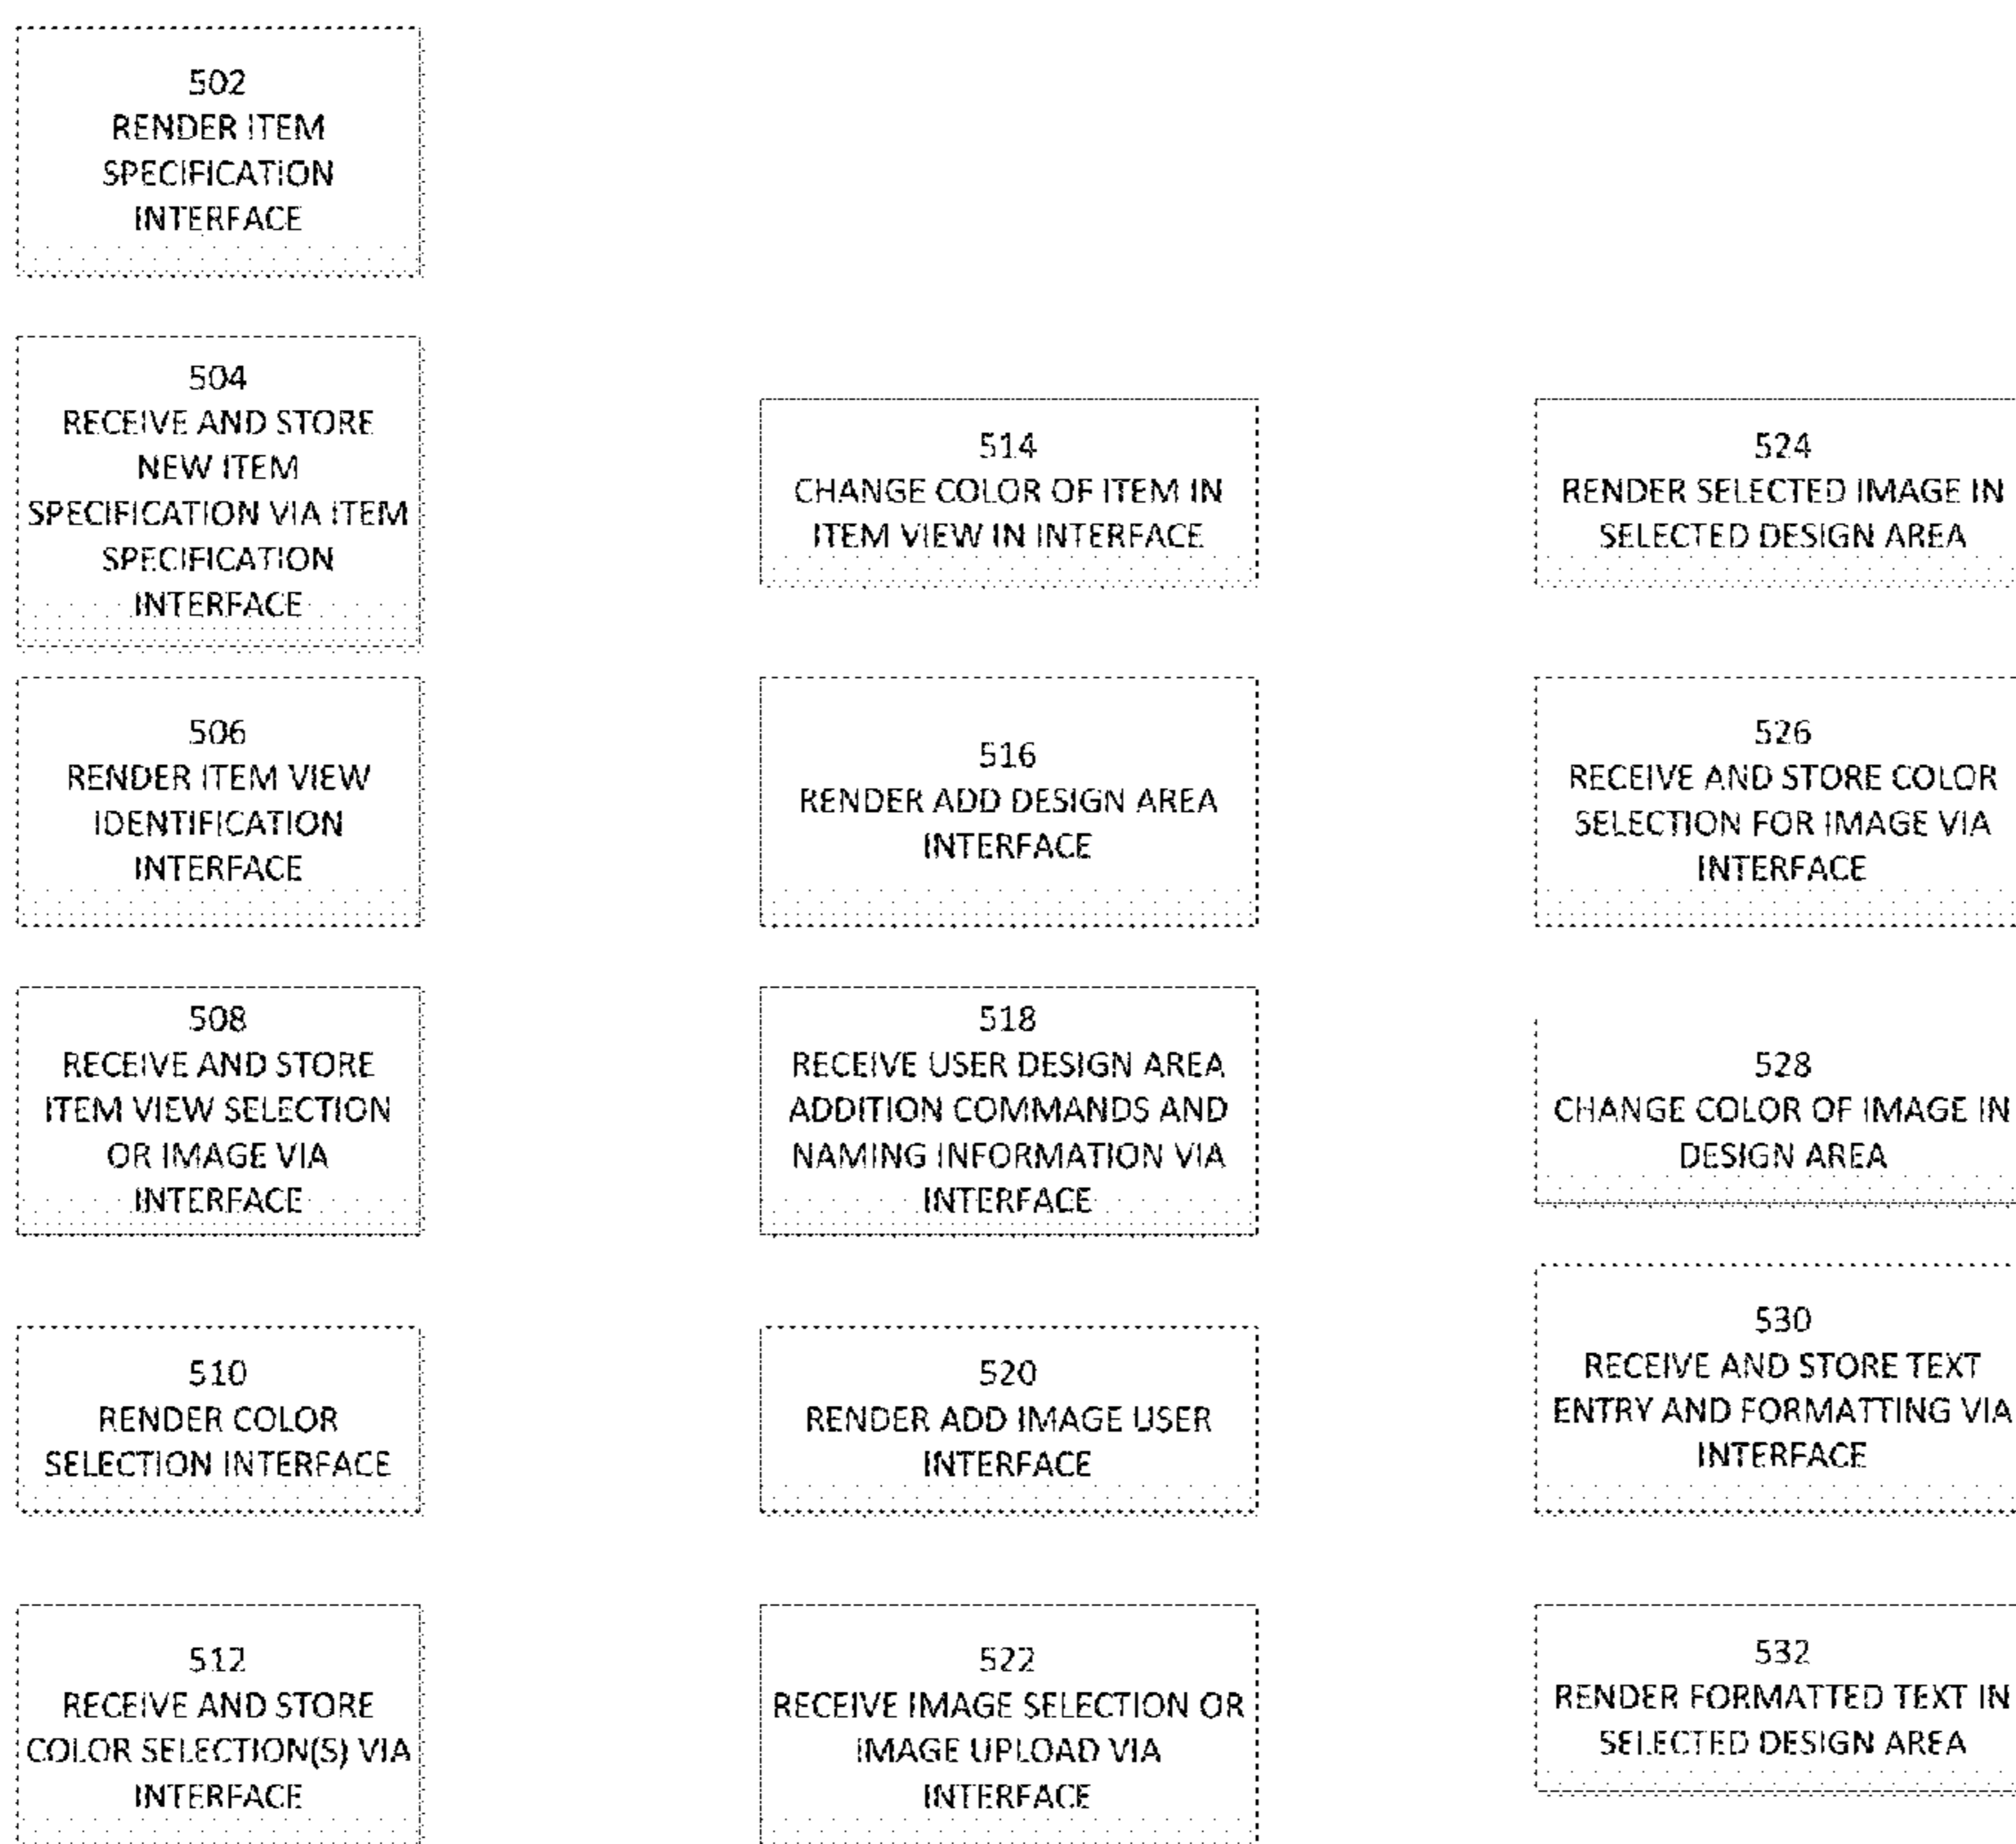 502
RENDER ITEM
SPECIFICATION
INTERFACE
504
RECEIVE AND STORE
NEW ITEM
SPECIFICATION VIA ITEM
SPECIFICATION
INTERFACE
506
RENDER ITEM VIEW
IDENTIFICATION
INTERFACE
508
RECEIVE AND STORE
ITEM VIEW SELECTION
OR IMAGE VIA
INTERFACE
510
RENDER COLOR
SELECTION INTERFACE
512
RECEIVE AND STORE
COLOR SELECTION(S) VIA
INTERFACE
514
CHANGE COLOR OF ITEM IN
ITEM VIEW IN INTERFACE
516
RENDER ADD DESIGN AREA
INTERFACE
518
RECEIVE USER DESIGN AREA
ADDITION COMMANDS AND
NAMING INFORMATION VIA
INTERFACE
520
RENDER ADD IMAGE USER
INTERFACE
522
RECEIVE IMAGE SELECTION OR
IMAGE UPLOAD VIA
INTERFACE
524
RENDER SELECTED IMAGE IN
SELECTED DESIGN AREA
526
RECEIVE AND STORE COLOR
SELECTION FOR IMAGE VIA
INTERFACE
528
CHANGE COLOR OF IMAGE IN
DESIGN AREA
530
RECEIVE AND STORE TEXT
ENTRY AND FORMATTING VIA
INTERFACE
532
RENDER FORMATTED TEXT IN
SELECTED DESIGN AREA